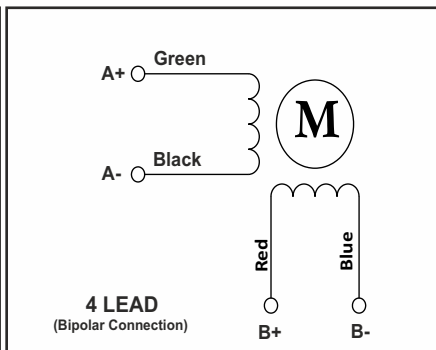 Green
A+
M
Black
A-
Red
Blue
4 LEAD
(Bipolar Connection)
B+
B-